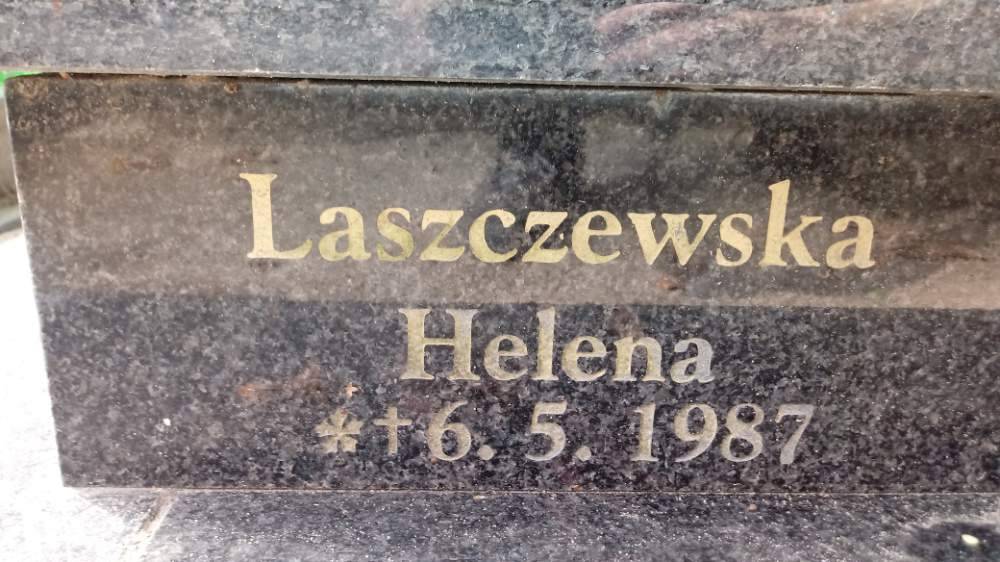 Laszczewska
Helena
*†6. 5. 1987